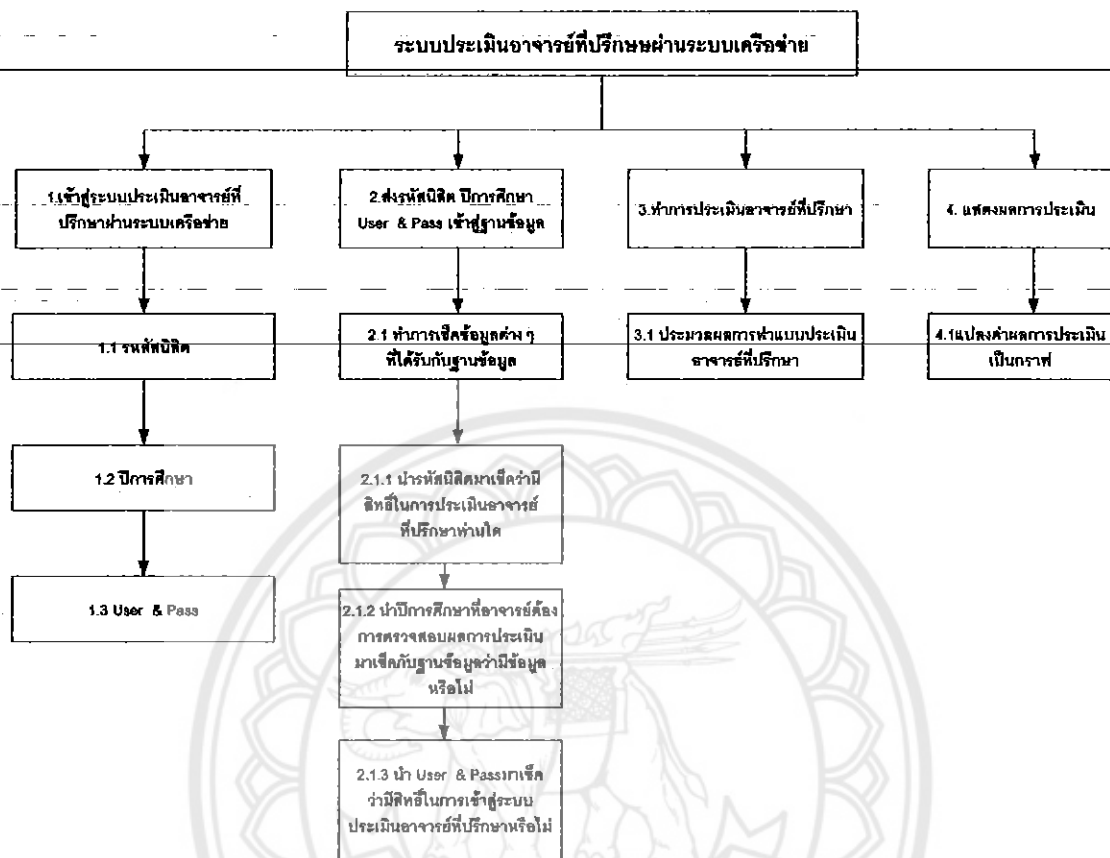 ระบบประเมินอาจารย์ที่ปรึกษผ่านระบบเครือข่าย
1.เข้าสู่ระบบประเมินอาจารย์ที่
ปรึกษาผ่านระบบเครือข่าย
2.ส่งรหัสนิสิต ปีการศึกษา
User & Pass เข้าสู่ฐานข้อมูล
3.ทำการประเมินอาจารย์ที่ปรึกษา
4. แสดงผลการประเมิน
1.1 รหสัสนิสิต
2.1 ทำการเช็คข้อมูลต่าง ๆ
ที่ได้รับกับฐานข้อมูล
3.1 ประมวลผลการทำแบบประเมิน
อาจารย์ที่ปรึกษา
4.1แปลงค่าผลการประเมิน
เป็นกราฟ
1.2 ปีการศึกษา
2.1.1 นำรหัสนิสิตมาเช็คว่ามี
สิทธิ์ในการประเมินอาจารย์
ที่ปรึกษาท่านใด
1.3 User & Pass
2.1.2 นำปีการศึกษาที่อาจารย์ต้อง
การตรวจสอบผลการประเมิน
มาเช็คกับฐานข้อมูลว่ามีข้อมูล
หรือไม่
2.1.3 นำ User & Passมาเช็ค
ว่ามีสิทธิ์ในการเข้าสู่ระบบ
ประเมินอาจารย์ที่ปรึกษาหรือไม่